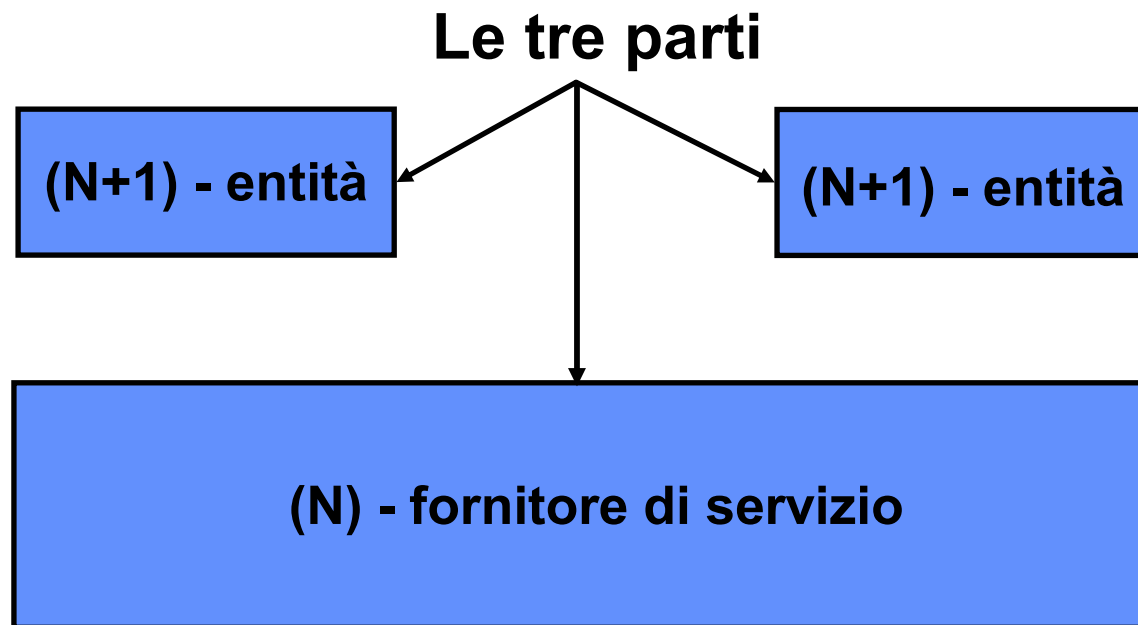 Le tre parti
(N+1) - entità
(N+1) - entità
(N) - fornitore di servizio